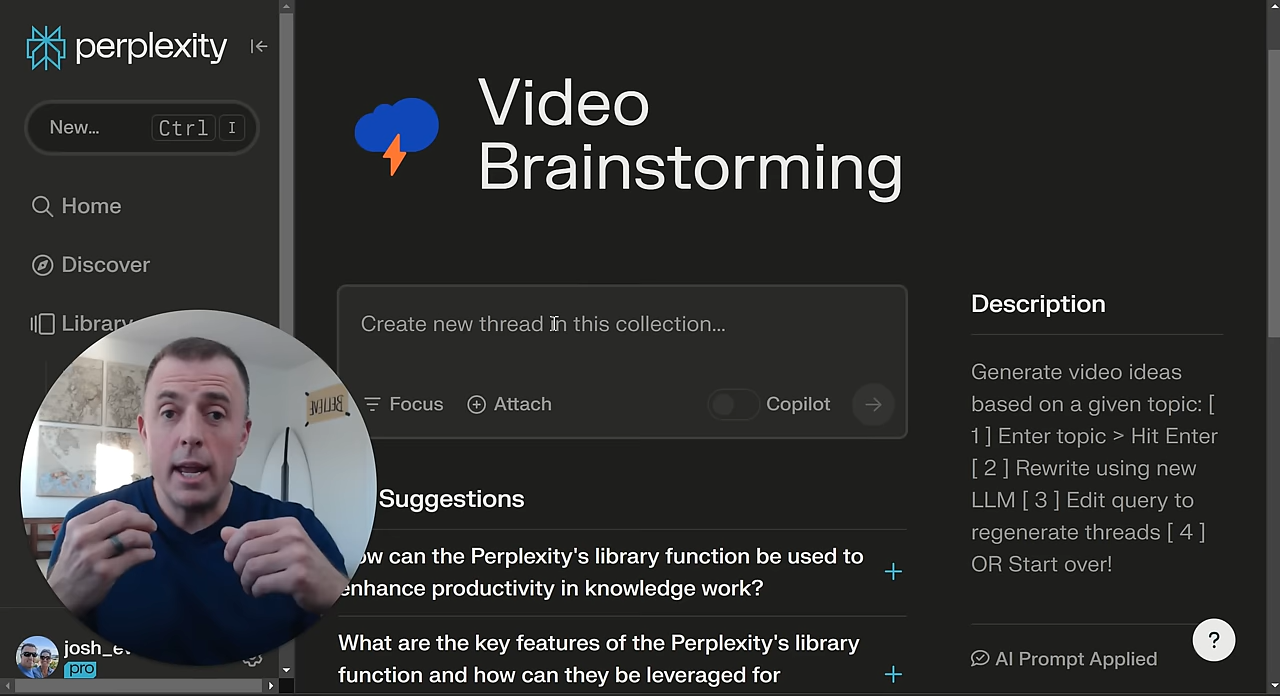 perplexity
New... Ctrl I
Home
Discover
Library
josh_e
pro
Video
Brainstorming
Create new thread in this collection...
Focus Attach Copilot
Suggestions
How can the Perplexity's library function be used to
enhance productivity in knowledge work?
What are the key features of the Perplexity's library
function and how can they be leveraged for
Description
Generate video ideas
based on a given topic: [
1 ] Enter topic > Hit Enter
[ 2 ] Rewrite using new
LLM [ 3 ] Edit query to
regenerate threads [ 4 ]
OR Start over!
AI Prompt Applied
?
BELIEVE